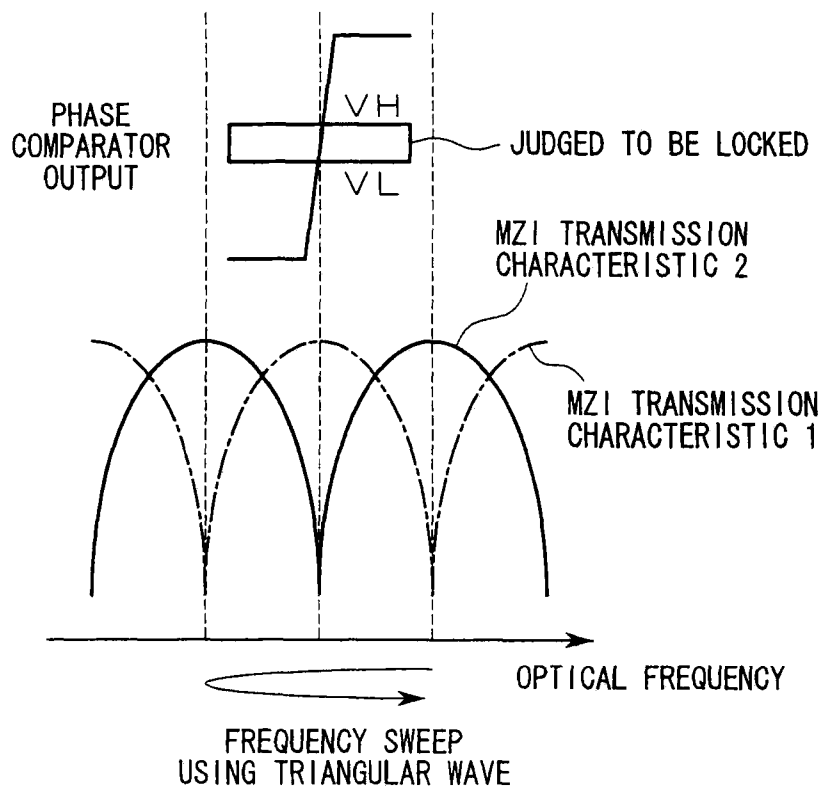 PHASE
COMPARATOR
OUTPUT
VH
VL
JUDGED TO BE LOCKED
MZI TRANSMISSION
CHARACTERISTIC 2
MZI TRANSMISSION
CHARACTERISTIC 1
OPTICAL FREQUENCY
FREQUENCY SWEEP
USING TRIANGULAR WAVE